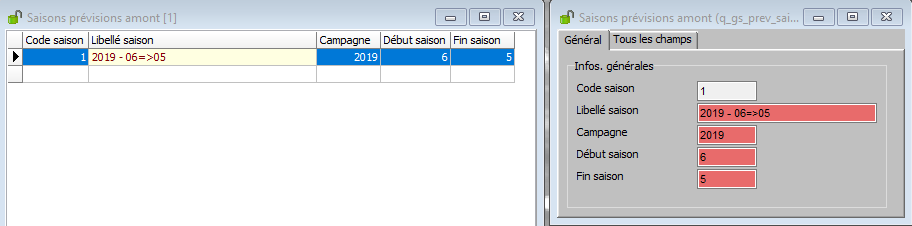 Saisons prévisions amont [1]
Code saison Libellé saison Campagne Début saison Fin saison
1 2019 - 06=>05 2019 6 5
Saisons prévisions amont (q_gs_prev_sai...
Général Tous les champs
Infos. générales
Code saison 1
Libellé saison 2019 - 06=>05
Campagne 2019
Début saison 6
Fin saison 5